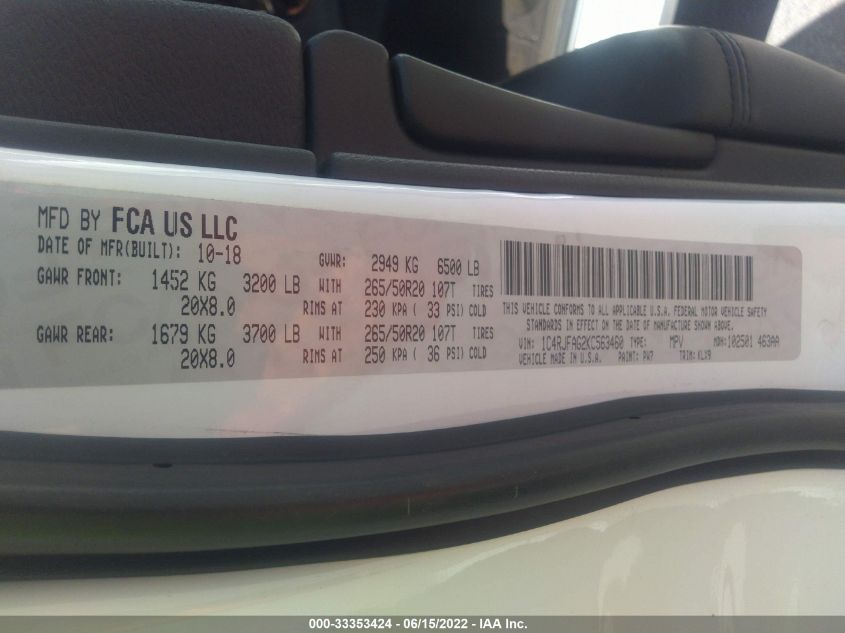 MFD BY FCA US LLC
DATE OF MFR(BUILT): 10-18 GVWR: 2949 KG 6500 LB
GAWR FRONT: 1452 KG 3200 LB WITH 265/50R20 107T TIRES
20X8.0 RIMS AT 230 KPA ( 33 PSI) COLD
GAWR REAR: 1679 KG 3700 LB WITH 265/50R20 107T TIRES
20X8.0 RIMS AT 250 KPA ( 36 PSI) COLD
THIS VEHICLE CONFORMS TO ALL APPLICABLE U.S.A. FEDERAL MOTOR VEHICLE SAFETY
STANDARDS IN EFFECT ON THE DATE OF MANUFACTURE SHOWN ABOVE.
VIN: 1C4RJFAG2KC563460 TYPE: MPV MDH: 102501 463AA
VEHICLE MADE IN U.S.A. PAINT: PW7 TRIM: KLX9
000-33353424 - 06/15/2022 - Copyright © 2022 IAA, Inc.